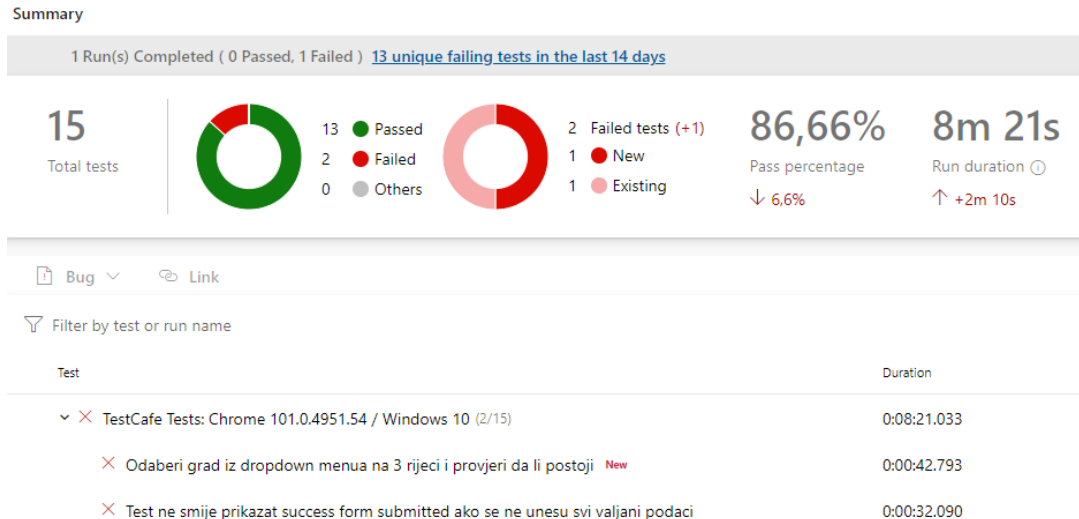 Summary
1 Run(s) Completed ( 0 Passed, 1 Failed ) 13 unique failing tests in the last 14 days
15
Total tests
13 Passed
2 Failed
0 Others
2 Failed tests (+1)
1 New
1 Existing
86,66%
Pass percentage
↓ 6,6%
8m 21s
Run duration
↑ +2m 10s
Bug
Link
Filter by test or run name
Test Duration
TestCafe Tests: Chrome 101.0.4951.54 / Windows 10 (2/15) 0:08:21.033
Odaberi grad iz dropdown menua na 3 rijeci i provjeri da li postoji New 0:00:42.793
Test ne smije prikazat success form submitted ako se ne unesu svi valjani podaci 0:00:32.090